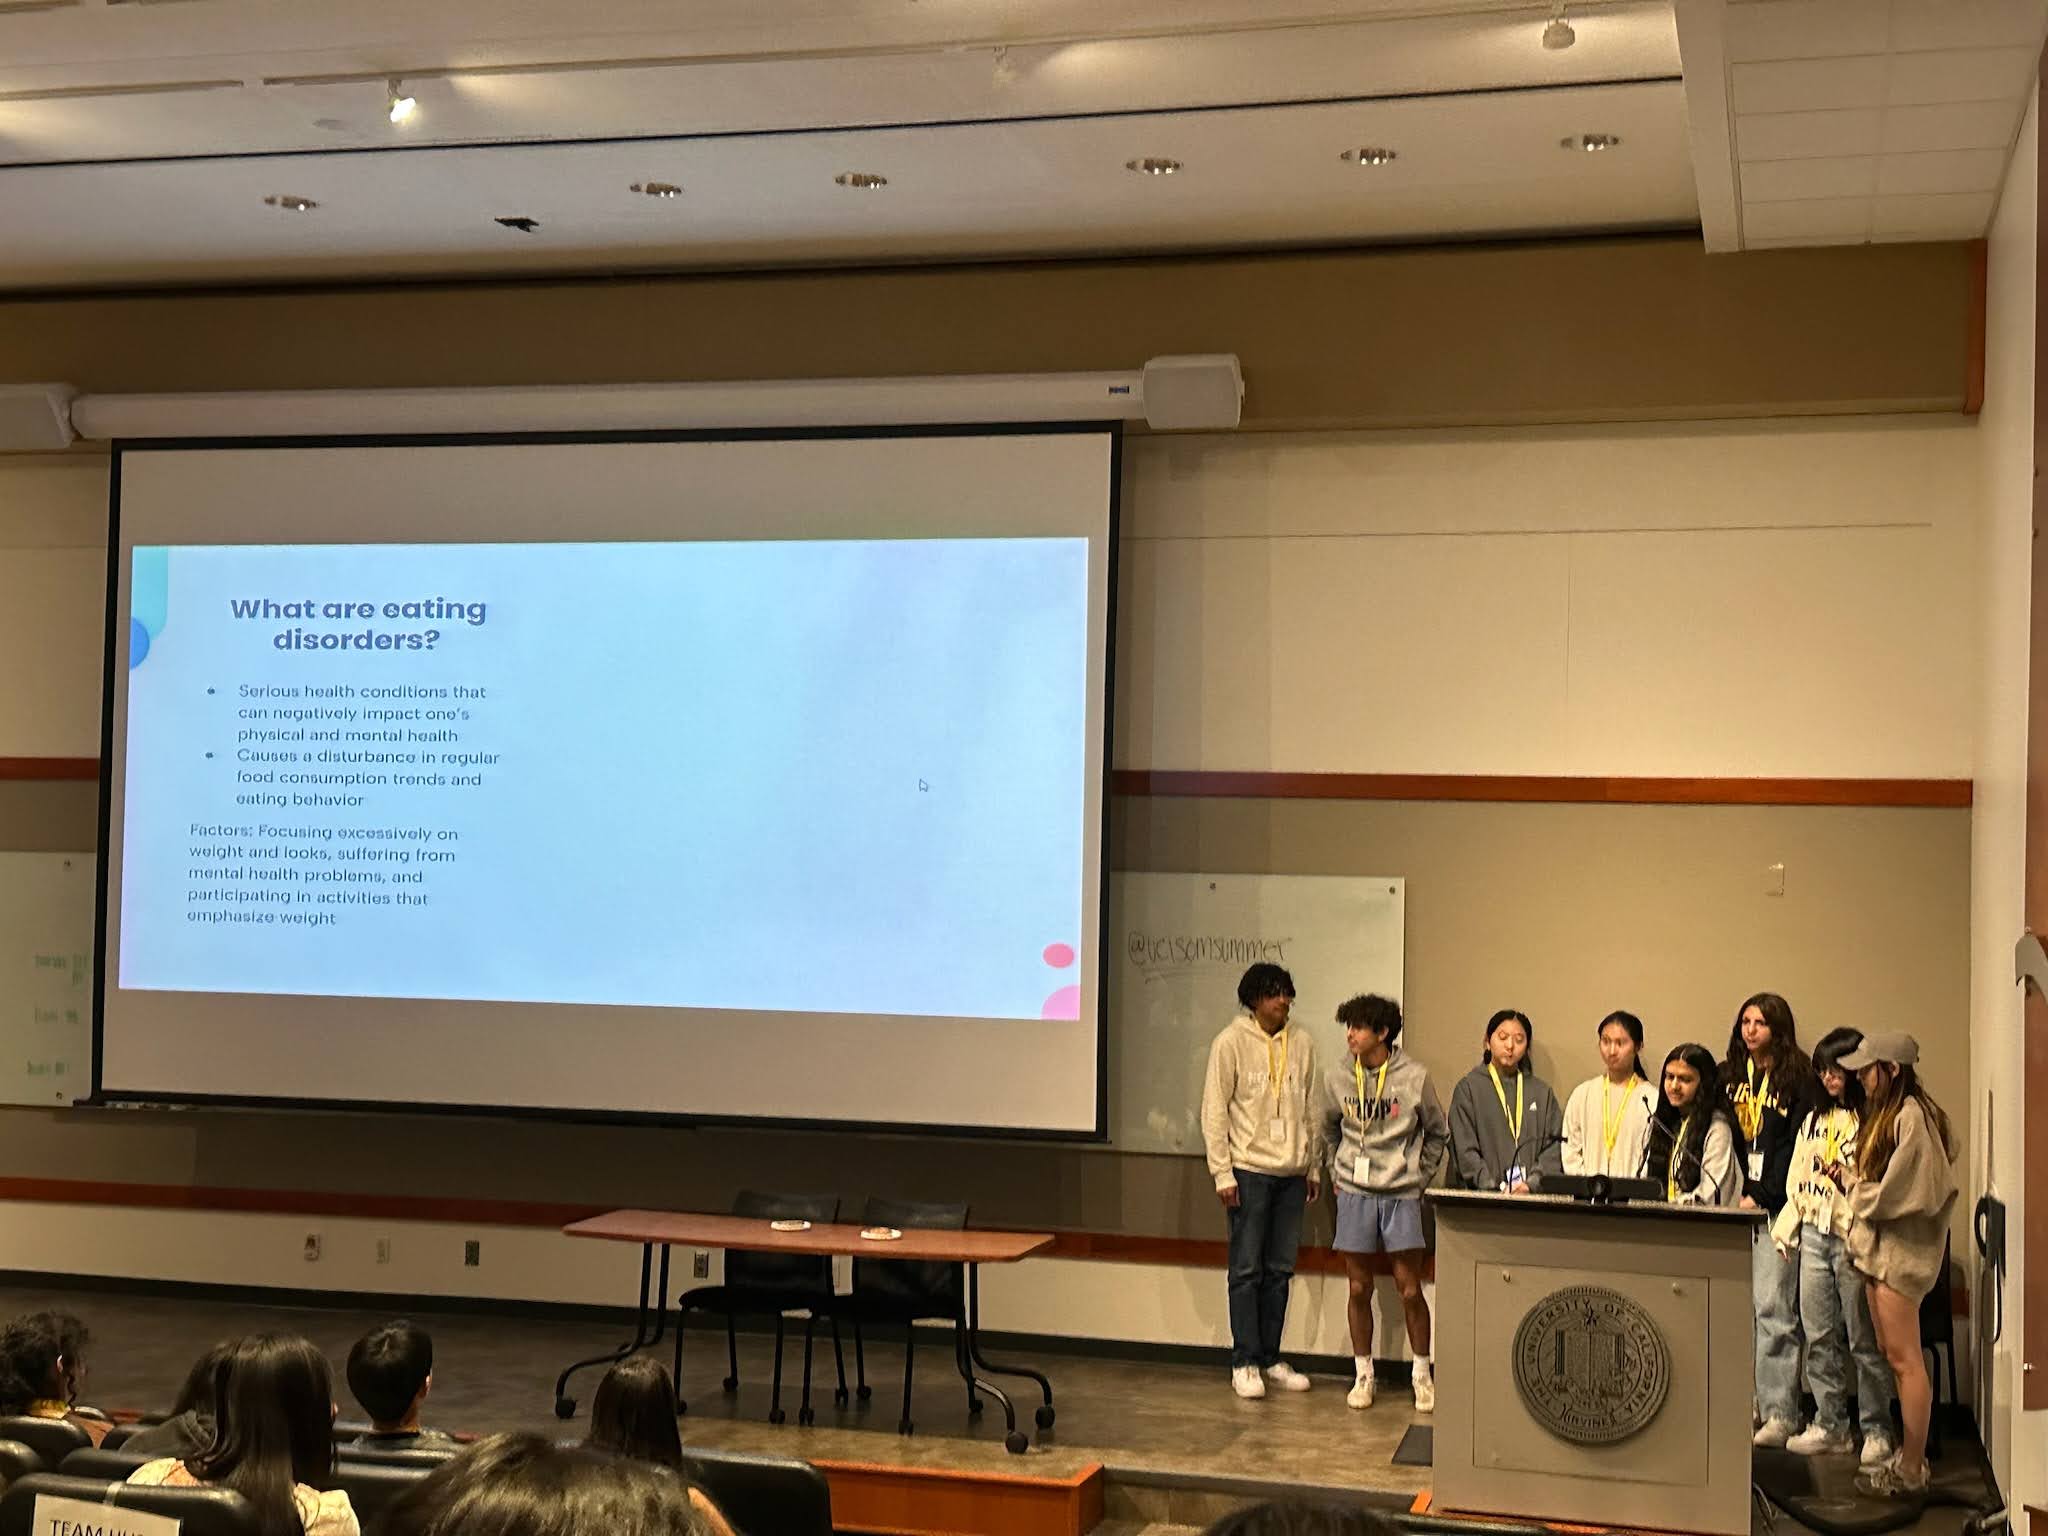 What are eating
disorders?
• Serious health conditions that
can negatively impact one's
physical and mental health
• Causes a disturbance in regular
food consumption trends and
eating behavior
Factors: Focusing excessively on
weight and looks, suffering from
mental health problems, and
participating in activities that
emphasize weight
@ucisomsummer
THE UNIVERSITY OF CALIFORNIA
IRVINE
TEAM